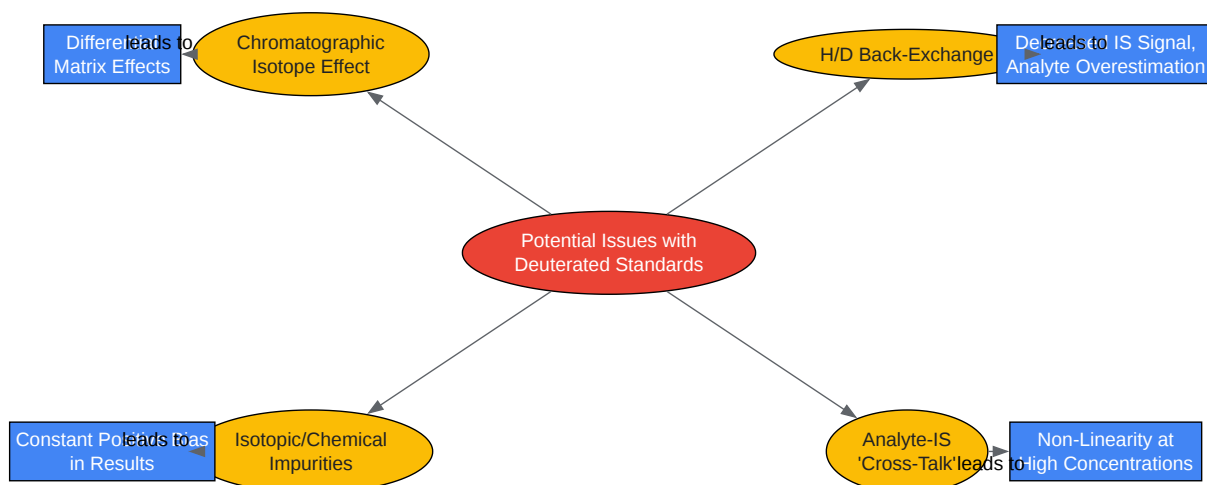 Differential
Matrix Effects
leads to
Chromatographic
Isotope Effect
H/D Back-Exchange
leads to
Decreased IS Signal,
Analyte Overestimation
Potential Issues with
Deuterated Standards
Constant Positive Bias
in Results
leads to
Isotopic/Chemical
Impurities
Analyte-IS
'Cross-Talk'
leads to
Non-Linearity at
High Concentrations